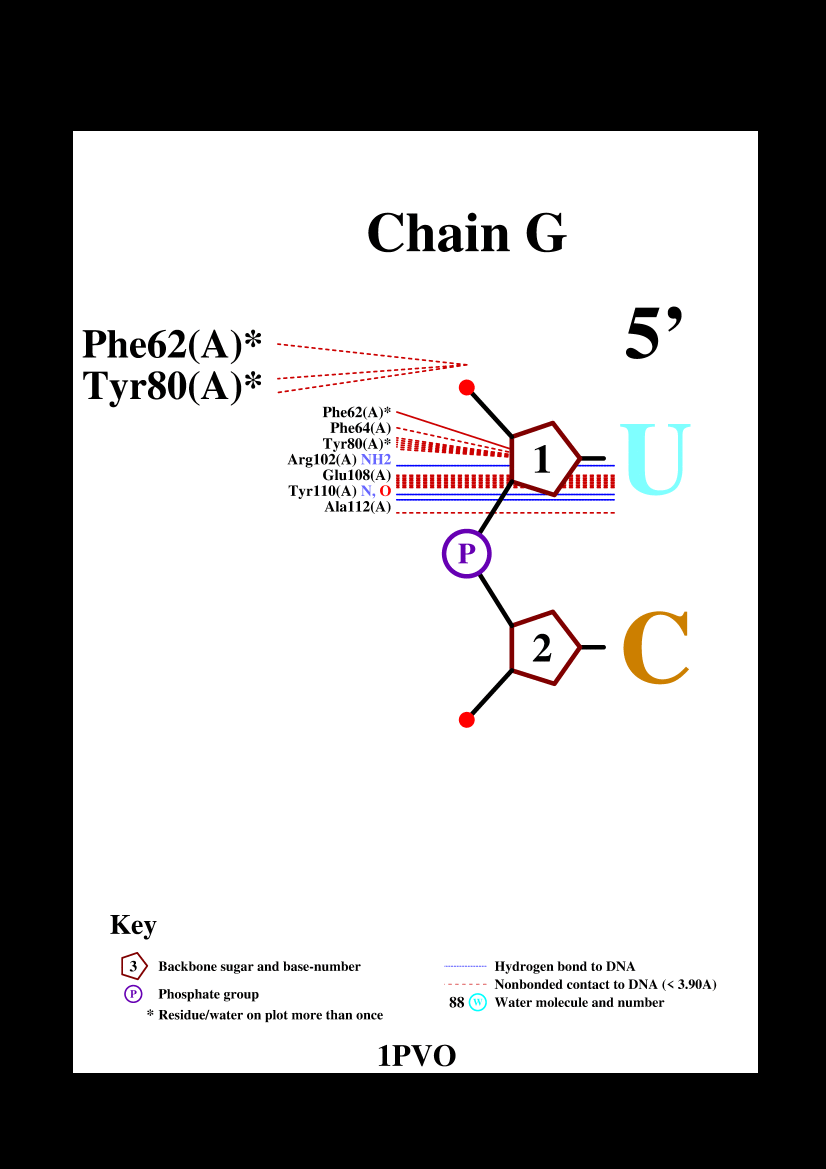 Chain G
5’
Phe62(A)*
Tyr80(A)*
Phe62(A)*
Phe64(A)
Tyr80(A)*
Arg102(A) NH2
Glu108(A)
Tyr110(A) N, O
Ala112(A)
1
U
P
2
C
Key
3 Backbone sugar and base-number
P Phosphate group
* Residue/water on plot more than once
Hydrogen bond to DNA
Nonbonded contact to DNA (< 3.90A)
88 W Water molecule and number
1PVO